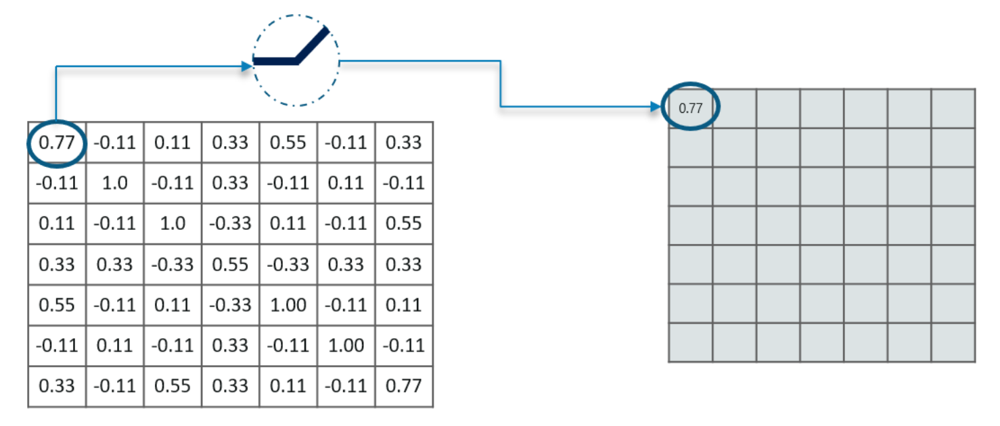 0.77
0.77 -0.11 0.11 0.33 0.55 -0.11 0.33
-0.11 1.0 -0.11 0.33 -0.11 0.11 -0.11
0.11 -0.11 1.0 -0.33 0.11 -0.11 0.55
0.33 0.33 -0.33 0.55 -0.33 0.33 0.33
0.55 -0.11 0.11 -0.33 1.00 -0.11 0.11
-0.11 0.11 -0.11 0.33 -0.11 1.00 -0.11
0.33 -0.11 0.55 0.33 0.11 -0.11 0.77